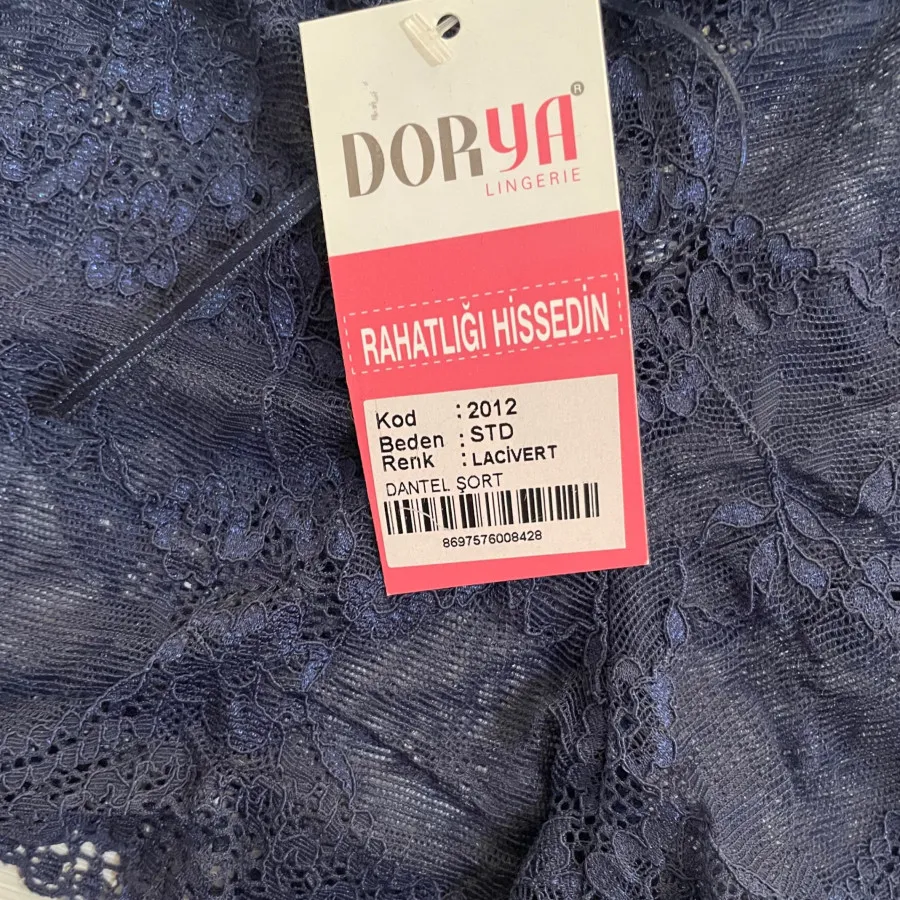 DORYA®
LINGERIE
RAHATLIĞI HİSSEDİN
Kod : 2012
Beden : STD
Renk : LACİVERT
DANTEL ŞORT
8697576008428